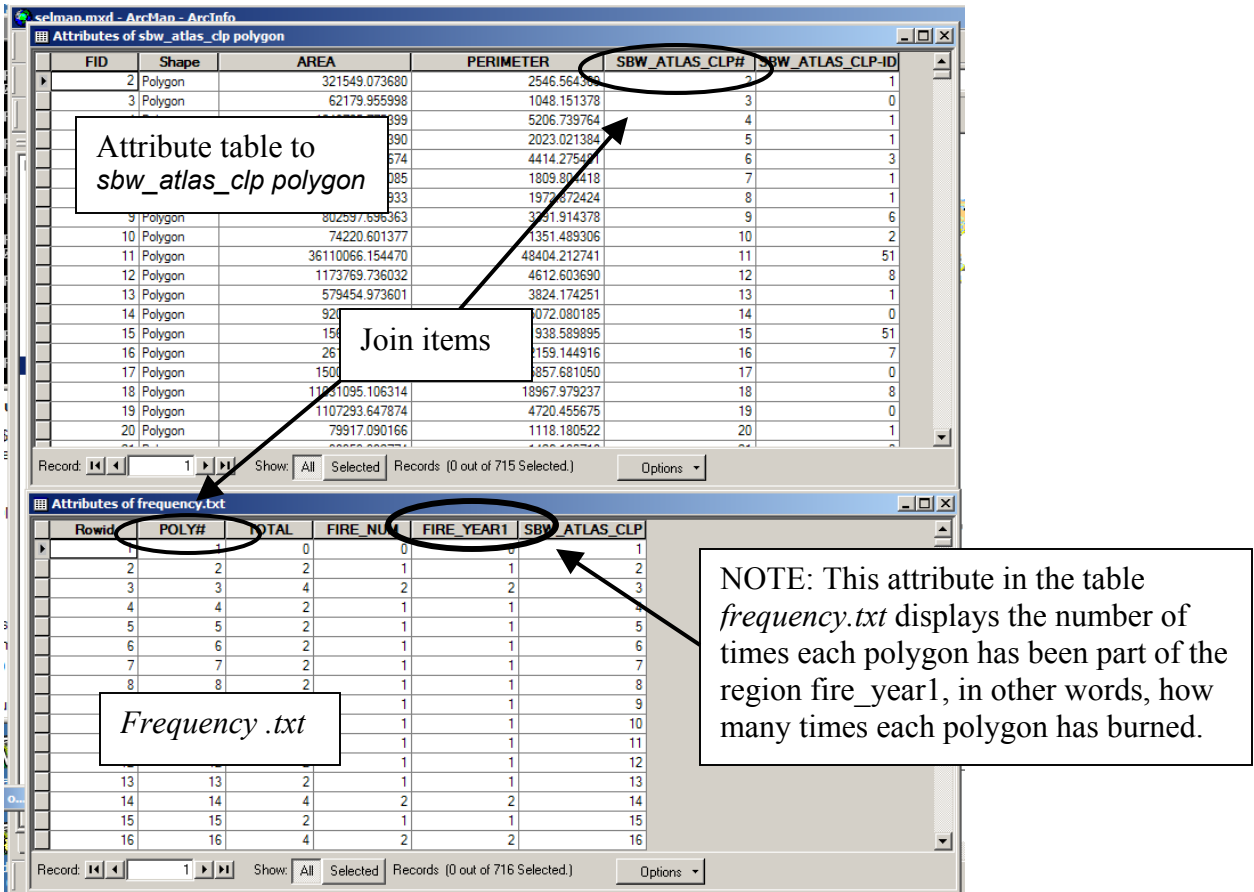 selmap.mxd - ArcMap - ArcInfo
Attributes of sbw_atlas_clp polygon
FID Shape AREA PERIMETER SBW_ATLAS_CLP# SBW_ATLAS_CLP-ID
2 Polygon 321549.073680 2 1
3 Polygon 62179.955998 1048.151378 3 0
5206.739764 4 1
2023.021384 5 1
6 3
7 1
8 1
9 Polygon 802597.696363 9 6
10 Polygon 74220.601377 1351.489306 10 2
11 Polygon 36110066.154470 48404.212741 11 51
12 Polygon 1173769.736032 4612.603690 12 8
13 Polygon 579454.973601 3824.174251 13 1
14 Polygon 14 0
15 Polygon 15 51
16 Polygon 16 7
17 Polygon 17 0
18 Polygon 18967.979237 18 8
19 Polygon 1107293.647874 4720.455675 19 0
20 Polygon 79917.090166 1118.180522 20 1
Attribute table to
sbw_atlas_clp polygon
Join items
Record: 1 Show: All Selected Records (0 out of 715 Selected.) Options
Attributes of frequency.txt
Rowid POLY# TOTAL FIRE_NUM FIRE_YEAR1 SBW_ATLAS_CLP
1 1 0 0 0 1
2 2 2 1 1 2
3 3 4 2 2 3
4 4 2 1 1 4
5 5 2 1 1 5
6 6 2 1 1 6
7 7 2 1 1 7
8 8 2 1 1 8
1 1 9
1 1 10
1 1 11
1 1 12
13 13 2 1 1 13
14 14 4 2 2 14
15 15 2 1 1 15
16 16 4 2 2 16
Frequency .txt
NOTE: This attribute in the table
frequency.txt displays the number of
times each polygon has been part of the
region fire_year1, in other words, how
many times each polygon has burned.
Record: 1 Show: All Selected Records (0 out of 716 Selected.) Options